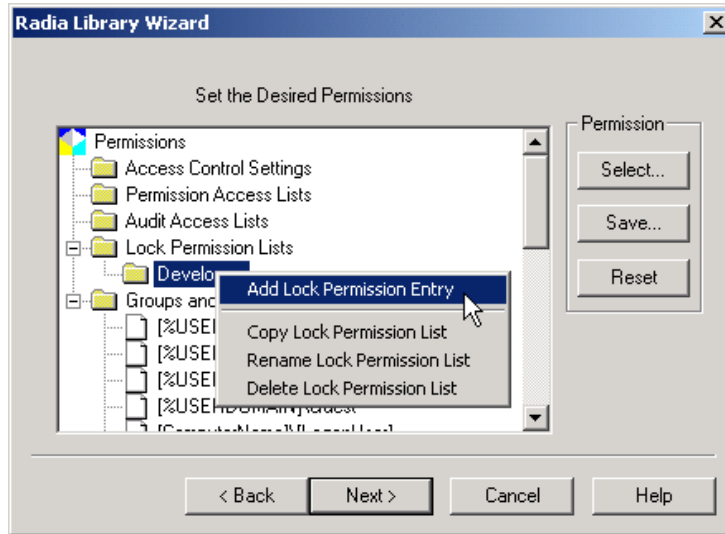 Radia Library Wizard
Set the Desired Permissions
Permissions
Access Control Settings
Permission Access Lists
Audit Access Lists
Lock Permission Lists
Groups and
Add Lock Permission Entry
Copy Lock Permission List
Rename Lock Permission List
Delete Lock Permission List
Permission
Select...
Save...
Reset
< Back
Next >
Cancel
Help